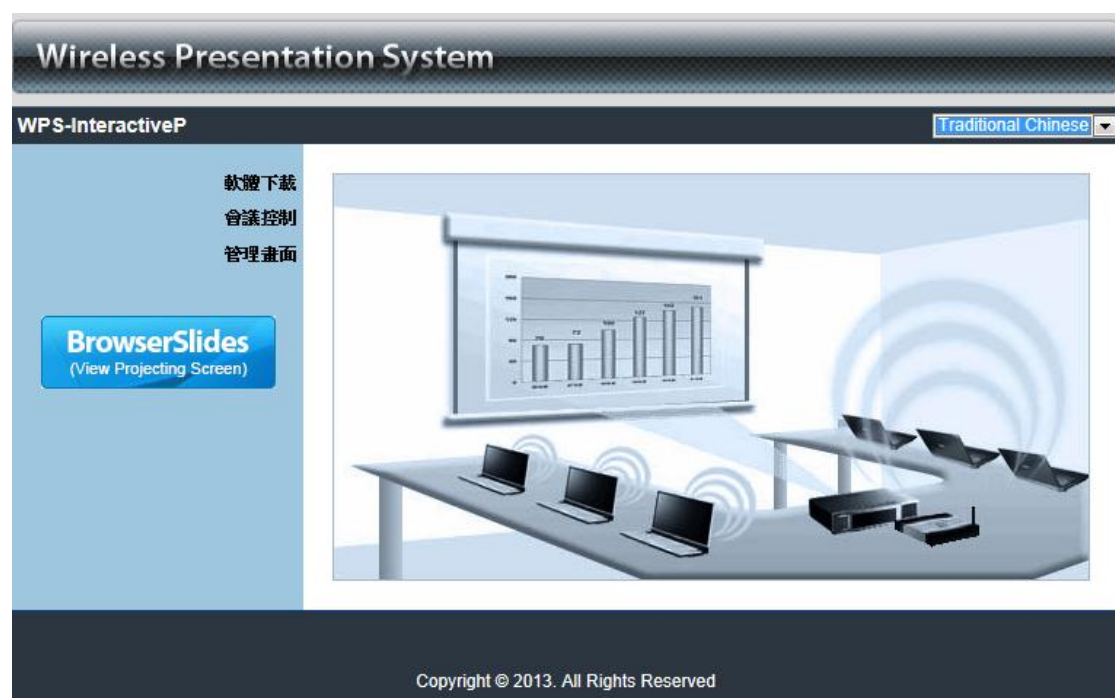 Wireless Presentation System
WPS-InteractiveP
Traditional Chinese
軟體下載
會議控制
管理畫面
BrowserSlides
(View Projecting Screen)
Copyright © 2013. All Rights Reserved